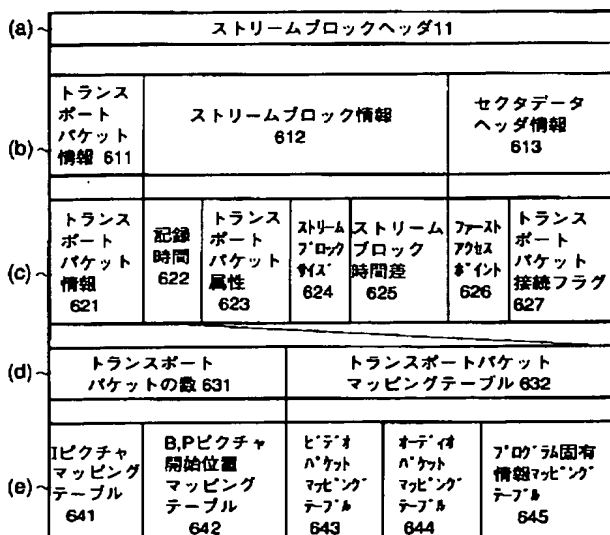 (a)
ストリームブロックヘッダ11
(b)
トランス
ポート
パケット
情報 611
ストリームブロック情報
612
セクタデータ
ヘッダ情報
613
(c)
トランス
ポート
パケット
情報
621
記録
時間
622
トランス
ポート
パケット
属性
623
ストリーム
ブロック
サイズ
624
ストリーム
ブロック
時間差
625
ファースト
アクセス
ポイント
626
トランス
ポート
パケット
接続フラグ
627
(d)
トランスポート
パケットの数 631
トランスポートパケット
マッピングテーブル 632
(e)
Iピクチャ
マッピング
テーブル
641
B,Pピクチャ
開始位置
マッピング
テーブル
642
ビデオ
パケット
マッピング
テーブル
643
オーディオ
パケット
マッピング
テーブル
644
プログラム固有
情報マッピング
テーブル
645